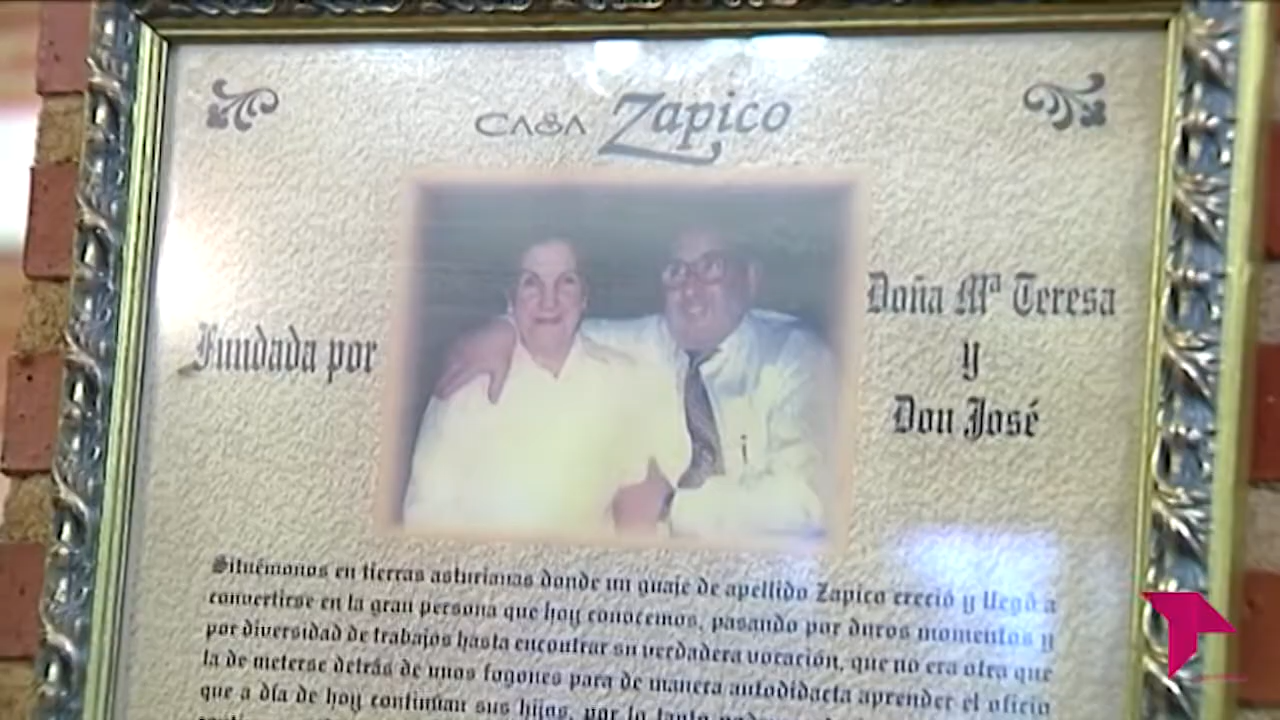 CASA Zapico
Fundada por
Doña Mª Teresa
y
Don José
Situémonos en tierras asturianas donde un guaje de apellido Zapico creció y llegó a
convertirse en la gran persona que hoy conocemos, pasando por duros momentos y
por diversidad de trabajos hasta encontrar su verdadera vocación, que no era otra que
la de meterse detrás de unos fogones para de manera autodidacta aprender el oficio
que a día de hoy continúan sus hijos, por lo tanto